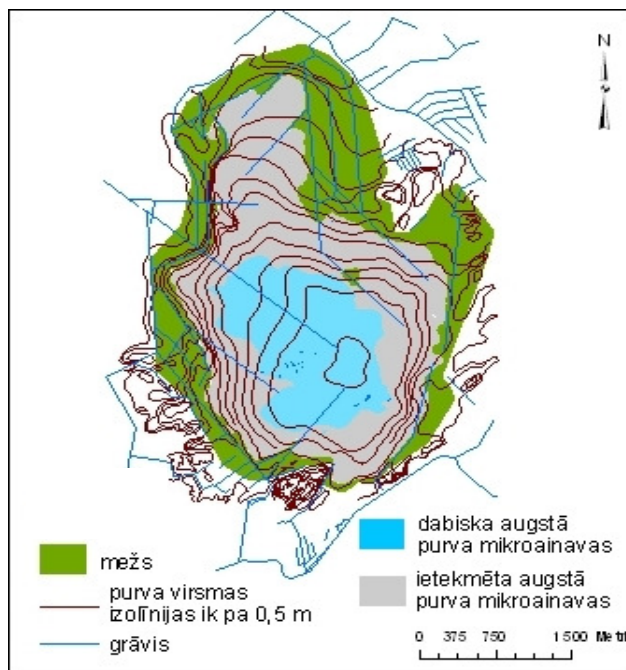 N
mežs
purva virsmas
izolīnijas ik pa 0,5 m
grāvis
dabiska augstā
purva mikroainavas
ietekmēta augstā
purva mikroainavas
0 375 750 1 500 Metri